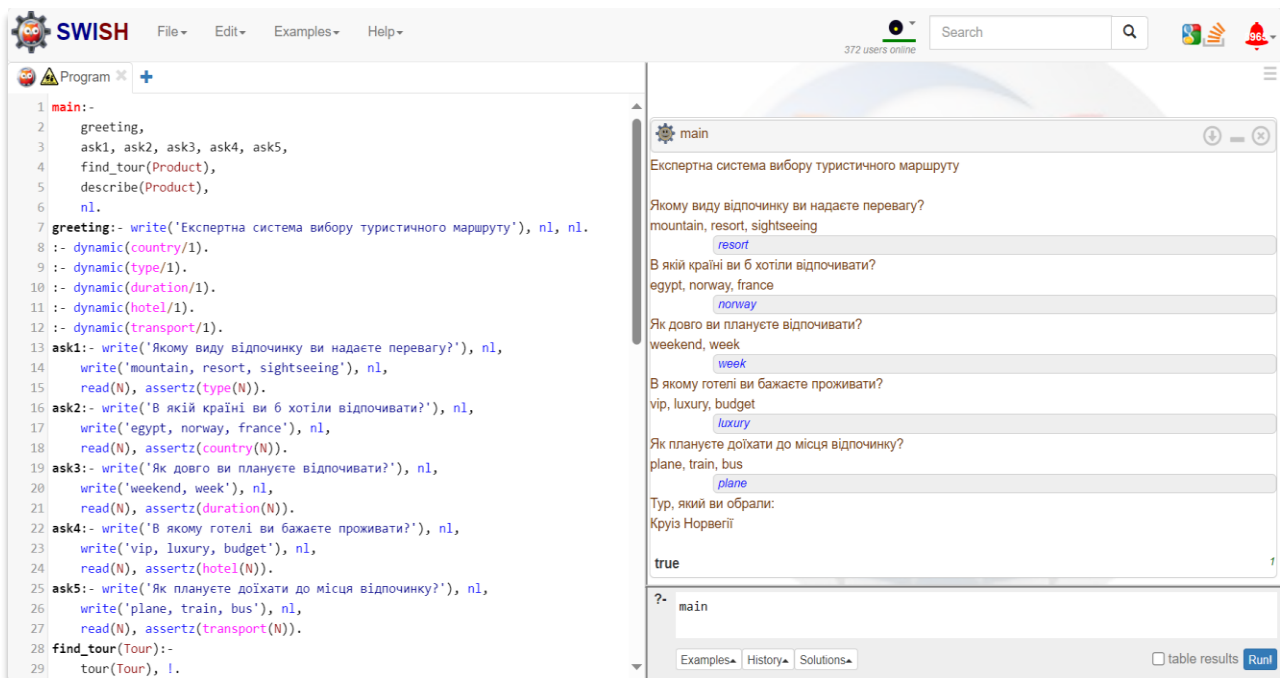 SWISH File Edit Examples Help
372 users online
Search
Program
1 main:-
2 greeting,
3 ask1, ask2, ask3, ask4, ask5,
4 find_tour(Product),
5 describe(Product),
6 nl.
7 greeting:- write('Експертна система вибору туристичного маршруту'), nl, nl.
8 :- dynamic(country/1).
9 :- dynamic(type/1).
10 :- dynamic(duration/1).
11 :- dynamic(hotel/1).
12 :- dynamic(transport/1).
13 ask1:- write('Якому виду відпочинку ви надаєте перевагу?'), nl,
14 write('mountain, resort, sightseeing'), nl,
15 read(N), assertz(type(N)).
16 ask2:- write('В якій країні ви б хотіли відпочивати?'), nl,
17 write('egypt, norway, france'), nl,
18 read(N), assertz(country(N)).
19 ask3:- write('Як довго ви плануєте відпочивати?'), nl,
20 write('weekend, week'), nl,
21 read(N), assertz(duration(N)).
22 ask4:- write('В якому готелі ви бажаєте проживати?'), nl,
23 write('vip, luxury, budget'), nl,
24 read(N), assertz(hotel(N)).
25 ask5:- write('Як плануєте доїхати до місця відпочинку?'), nl,
26 write('plane, train, bus'), nl,
27 read(N), assertz(transport(N)).
28 find_tour(Tour):-
29 tour(Tour), !.
main
Експертна система вибору туристичного маршруту
Якому виду відпочинку ви надаєте перевагу?
mountain, resort, sightseeing
resort
В якій країні ви б хотіли відпочивати?
egypt, norway, france
norway
Як довго ви плануєте відпочивати?
weekend, week
week
В якому готелі ви бажаєте проживати?
vip, luxury, budget
luxury
Як плануєте доїхати до місця відпочинку?
plane, train, bus
plane
Тур, який ви обрали:
Круїз Норвегії
true 1
?- main
Examples History Solutions table results Run!